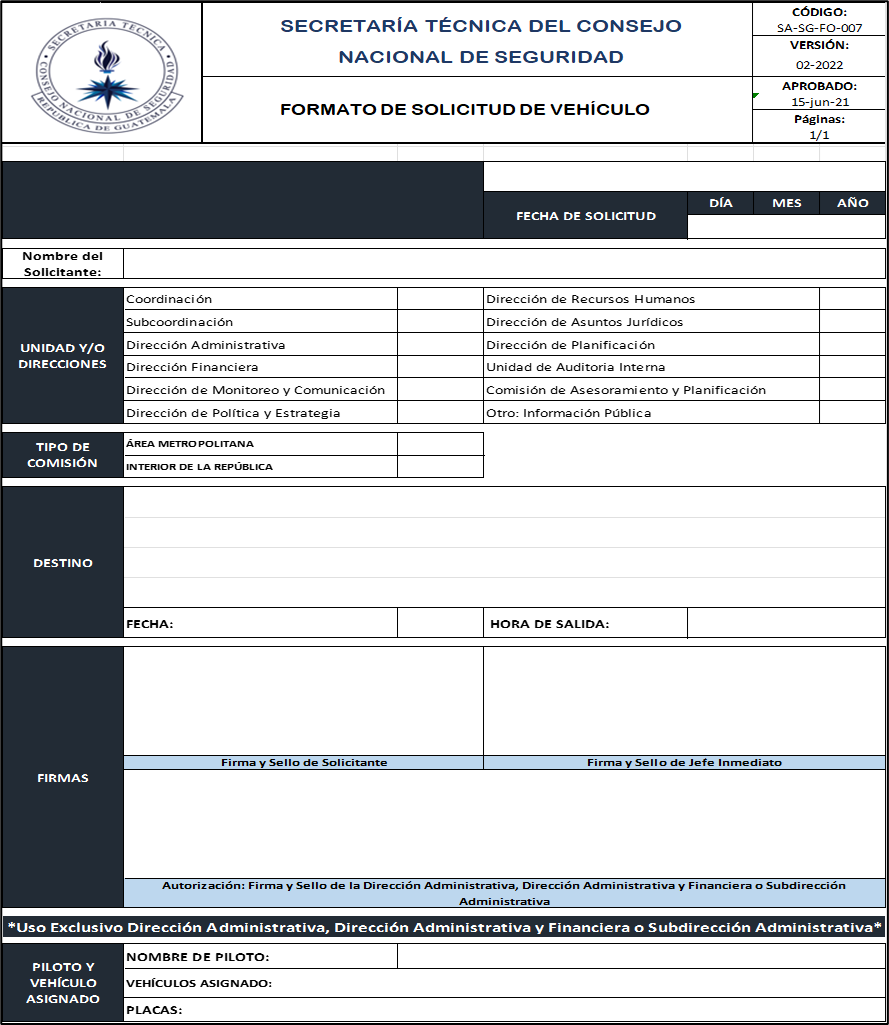 SECRETARÍA TÉCNICA DEL CONSEJO
NACIONAL DE SEGURIDAD
FORMATO DE SOLICITUD DE VEHÍCULO
CÓDIGO:
SA-SG-FO-007
VERSIÓN:
02-2022
APROBADO:
15-jun-21
Páginas:
1/1
SECRETARIA TECNICA
CONSEJO NACIONAL DE SEGURIDAD
REPÚBLICA DE GUATEMALA
FECHA DE SOLICITUD
DÍA
MES
AÑO
Nombre del
Solicitante:
UNIDAD Y/O
DIRECCIONES
Coordinación
Dirección de Recursos Humanos
Subcoordinación
Dirección de Asuntos Jurídicos
Dirección Administrativa
Dirección de Planificación
Dirección Financiera
Unidad de Auditoria Interna
Dirección de Monitoreo y Comunicación
Comisión de Asesoramiento y Planificación
Dirección de Política y Estrategia
Otro: Información Pública
TIPO DE
COMISIÓN
ÁREA METROPOLITANA
INTERIOR DE LA REPÚBLICA
DESTINO
FECHA:
HORA DE SALIDA:
FIRMAS
Firma y Sello de Solicitante
Firma y Sello de Jefe Inmediato
Autorización: Firma y Sello de la Dirección Administrativa, Dirección Administrativa y Financiera o Subdirección
Administrativa
*Uso Exclusivo Dirección Administrativa, Dirección Administrativa y Financiero o Subdirección Administrativa*
PILOTO Y
VEHÍCULO
ASIGNADO
NOMBRE DE PILOTO:
VEHÍCULOS ASIGNADO:
PLACAS: